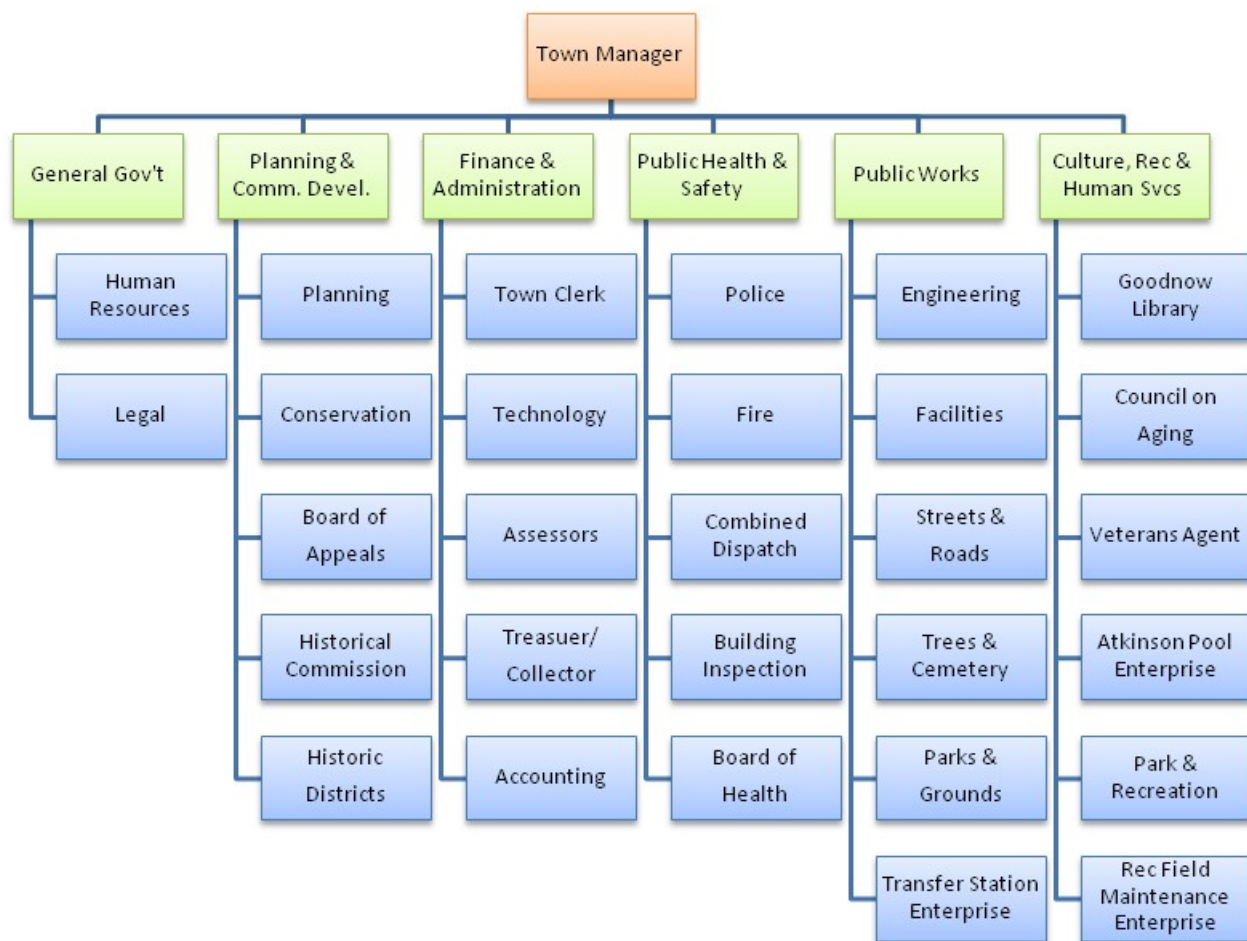 Town Manager
General Gov't
Planning &
Comm. Devel.
Finance &
Administration
Public Health &
Safety
Public Works
Culture, Rec &
Human Svcs
Human
Resources
Legal
Planning
Conservation
Board of
Appeals
Historical
Commission
Historic
Districts
Town Clerk
Technology
Assessors
Treasuer/
Collector
Accounting
Police
Fire
Combined
Dispatch
Building
Inspection
Board of
Health
Engineering
Facilities
Streets &
Roads
Trees &
Cemetery
Parks &
Grounds
Transfer Station
Enterprise
Goodnow
Library
Council on
Aging
Veterans Agent
Atkinson Pool
Enterprise
Park &
Recreation
Rec Field
Maintenance
Enterprise